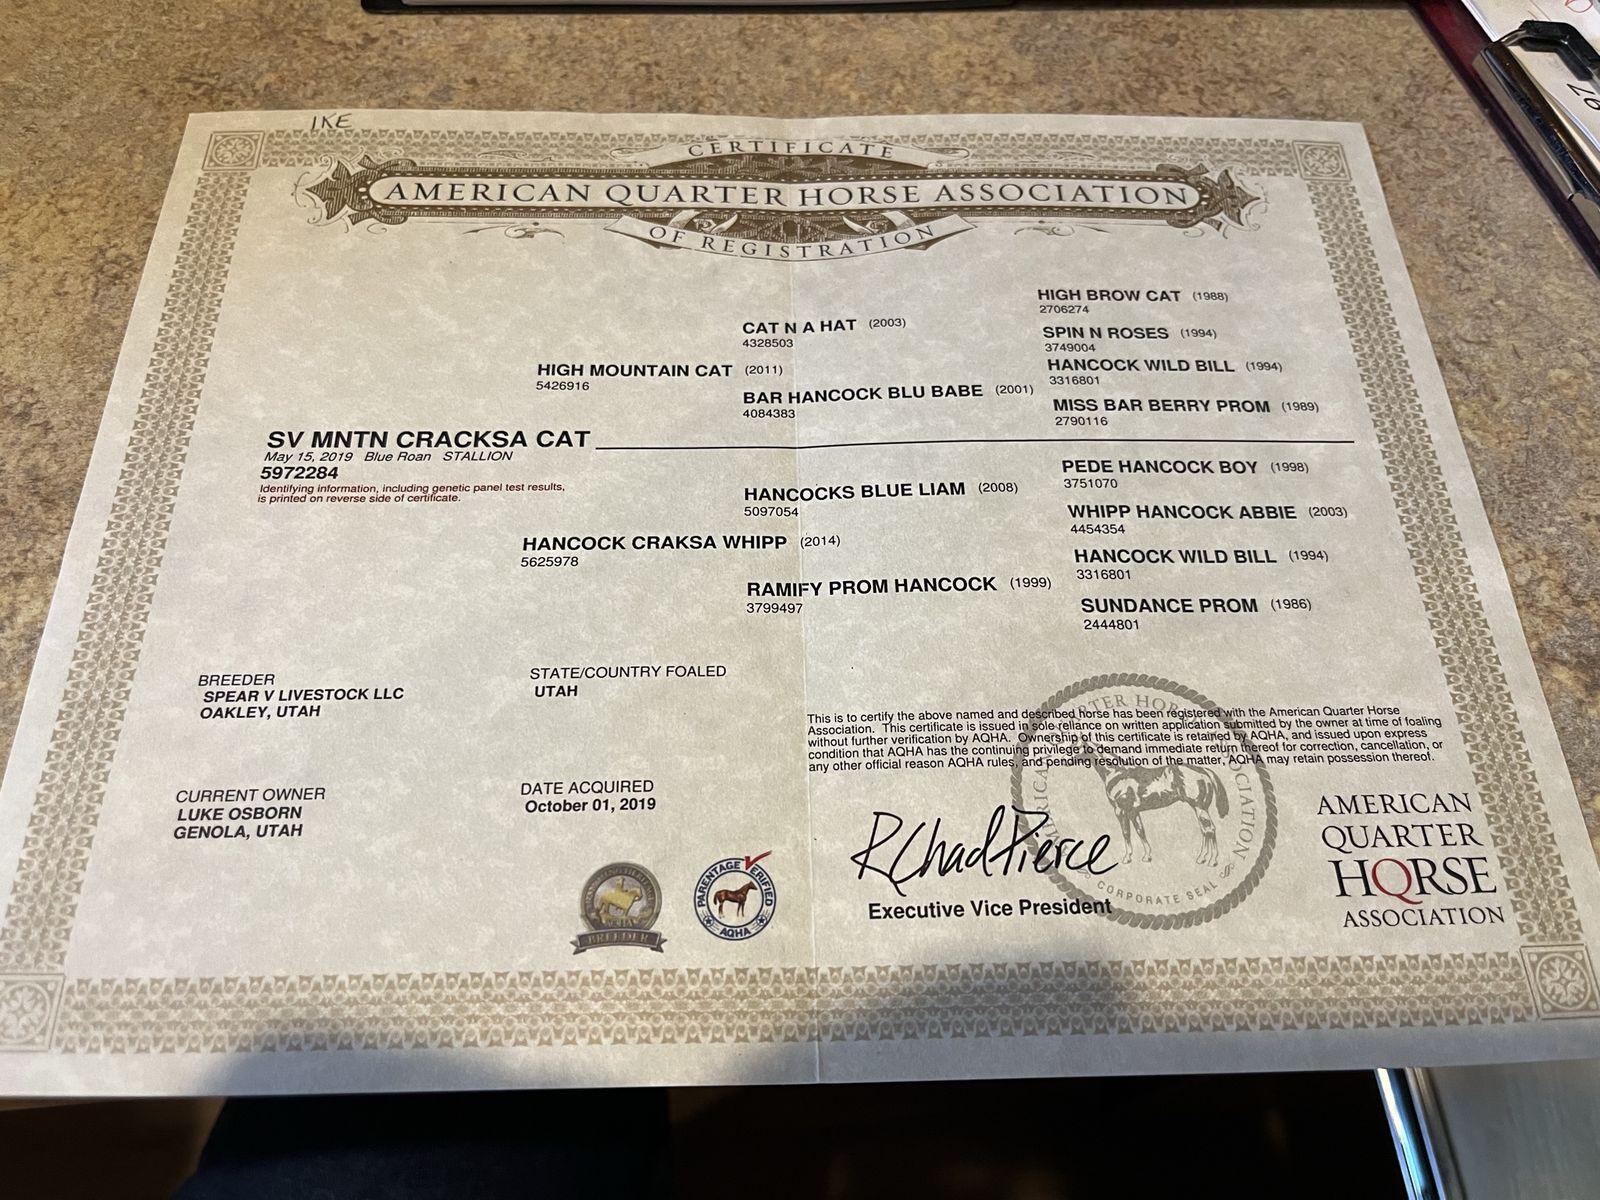 IKE
CERTIFICATE
AMERICAN QUARTER HORSE ASSOCIATION
OF REGISTRATION
HIGH BROW CAT (1988)
2706274
CAT N A HAT (2003)
4328503
SPIN N ROSES (1994)
3749004
HIGH MOUNTAIN CAT (2011)
5426916
HANCOCK WILD BILL (1994)
3316801
BAR HANCOCK BLU BABE (2001)
4084383
MISS BAR BERRY PROM (1989)
2790116
SV MNTN CRACKSA CAT
May 15, 2019 Blue Roan STALLION
5972284
Identifying information, including genetic panel test results,
is printed on reverse side of certificate.
PEDE HANCOCK BOY (1998)
3751070
HANCOCKS BLUE LIAM (2008)
5097054
WHIPP HANCOCK ABBIE (2003)
4454354
HANCOCK CRAKSA WHIPP (2014)
5625978
HANCOCK WILD BILL (1994)
3316801
RAMIFY PROM HANCOCK (1999)
3799497
SUNDANCE PROM (1986)
2444801
BREEDER
SPEAR V LIVESTOCK LLC
OAKLEY, UTAH
STATE/COUNTRY FOALED
UTAH
This is to certify the above named and described horse has been registered with the American Quarter Horse
Association. This certificate is issued in sole reliance on written application submitted by the owner at time of foaling
without further verification by AQHA. Ownership of this certificate is retained by AQHA, and issued upon express
condition that AQHA has the continuing privilege to demand immediate return thereof for correction, cancellation, or
any other official reason AQHA rules, and pending resolution of the matter, AQHA may retain possession thereof.
CURRENT OWNER
LUKE OSBORN
GENOLA, UTAH
DATE ACQUIRED
October 01, 2019
BREEDER
PARENTAGE VERIFIED
AQHA
R Chad Pierce
Executive Vice President
CORPORATE SEAL
AMERICAN
QUARTER
HORSE
ASSOCIATION